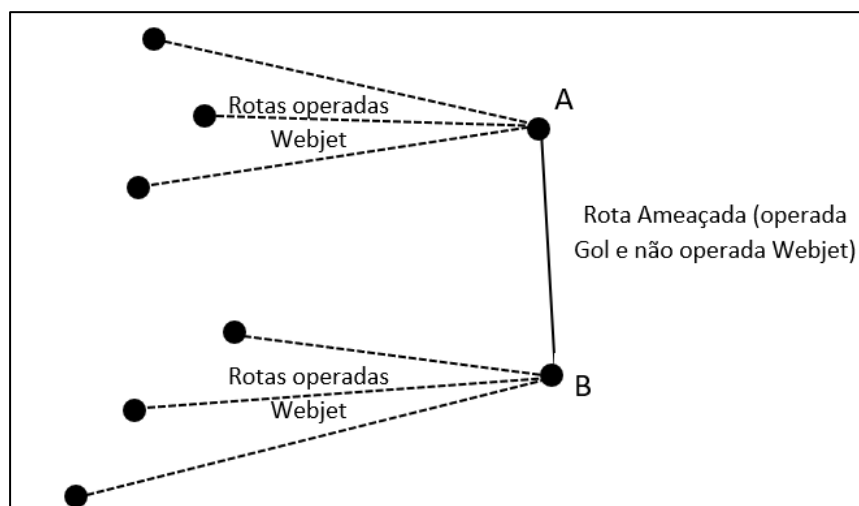 A
Rotas operadas
Webjet
Rota Ameaçada (operada
Gol e não operada Webjet)
Rotas operadas
Webjet
B